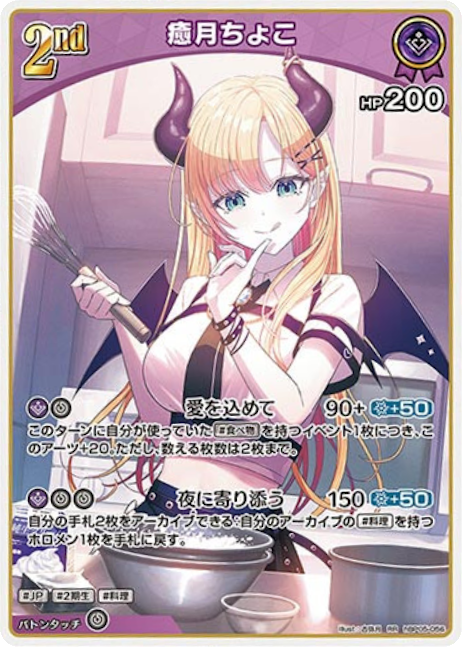 2nd
癒月ちょこ
HP200
愛を込めて 90+ +50
このターンに自分が使っていた #食べ物 を持つイベント1枚につき、こ
のアーツ+20。ただし、数える枚数は2枚まで。
夜に寄り添う 150 +50
自分の手札2枚をアーカイブできる:自分のアーカイブの #料理 を持つ
ホロメン1枚を手札に戻す。
#JP #2期生 #料理
バトンタッチ
Illust: RR hBP05-056